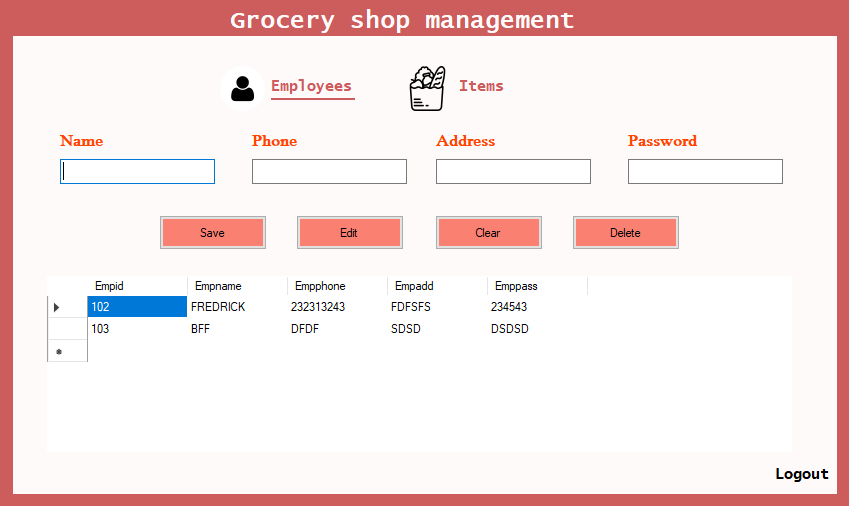 Grocery shop management
Employees Items
Name Phone Address Password
Save Edit Clear Delete
Empid Empname Empphone Empadd Emppass
102 FREDRICK 232313243 FDFSFS 234543
103 BFF DFDF SDSD DSDSD
Logout